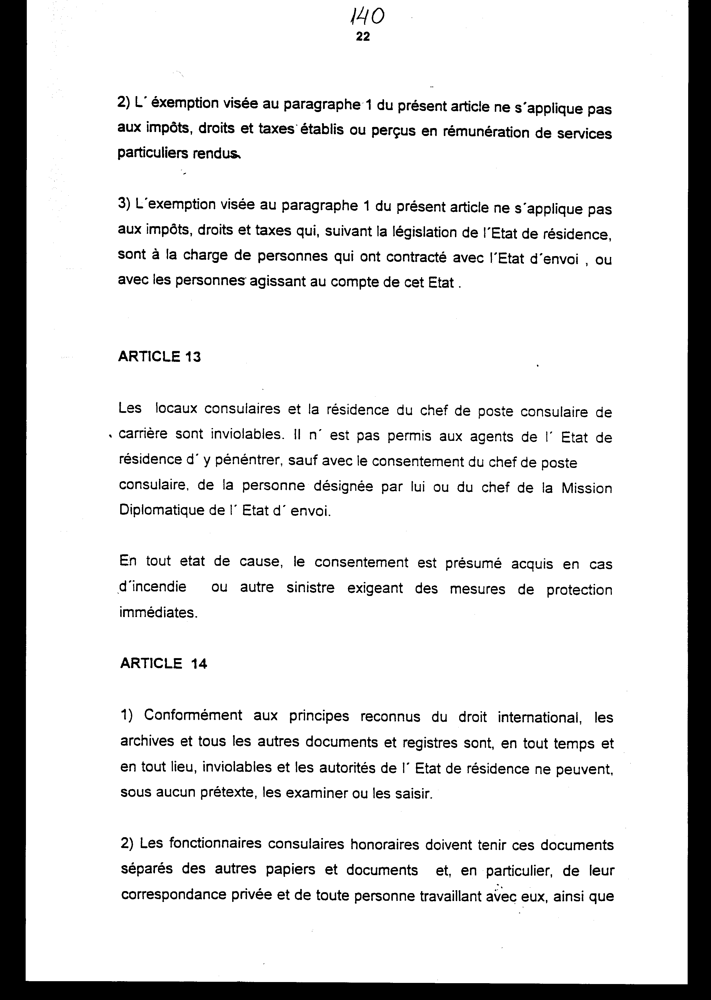 140
22
2) L´ éxemption visée au paragraphe 1 du présent article ne s´applique pas
aux impôts, droits et taxes établis ou perçus en rémunération de services
particuliers rendus.
3) L´exemption visée au paragraphe 1 du présent article ne s´applique pas
aux impôts, droits et taxes qui, suivant la législation de l´Etat de résidence,
sont à la charge de personnes qui ont contracté avec l´Etat d´envoi , ou
avec les personnes agissant au compte de cet Etat .
ARTICLE 13
Les locaux consulaires et la résidence du chef de poste consulaire de
carrière sont inviolables. Il n´ est pas permis aux agents de l´ Etat de
résidence d´ y pénéntrer, sauf avec le consentement du chef de poste
consulaire, de la personne désignée par lui ou du chef de la Mission
Diplomatique de l´ Etat d´ envoi.
En tout etat de cause, le consentement est présumé acquis en cas
d´incendie ou autre sinistre exigeant des mesures de protection
immédiates.
ARTICLE 14
1) Conformément aux principes reconnus du droit international, les
archives et tous les autres documents et registres sont, en tout temps et
en tout lieu, inviolables et les autorités de l´ Etat de résidence ne peuvent,
sous aucun prétexte, les examiner ou les saisir.
2) Les fonctionnaires consulaires honoraires doivent tenir ces documents
séparés des autres papiers et documents et, en particulier, de leur
correspondance privée et de toute personne travaillant avec eux, ainsi que